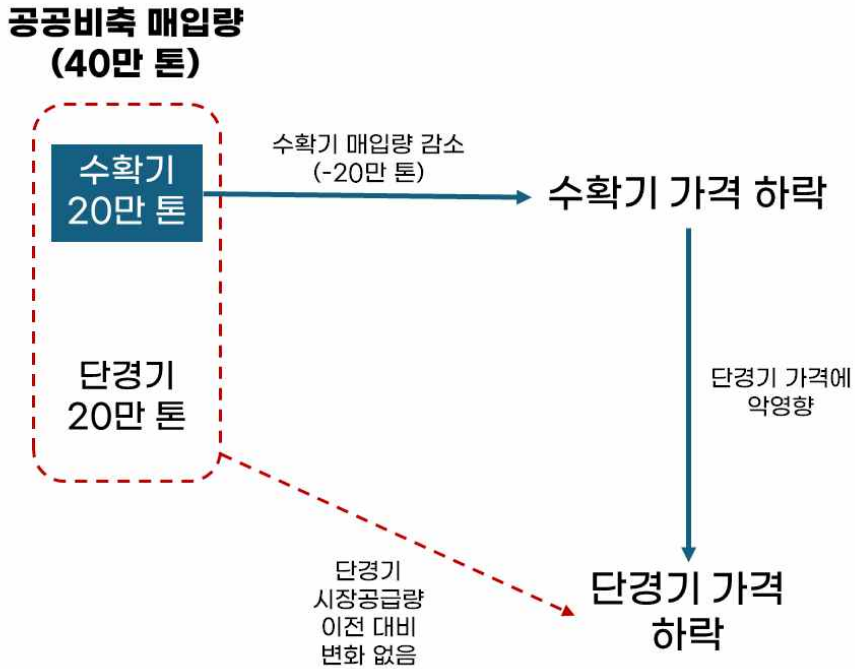 공공비축 매입량
(40만 톤)
수확기
20만 톤
수확기 매입량 감소
(-20만 톤)
수확기 가격 하락
단경기
20만 톤
단경기 가격에
악영향
단경기
시장공급량
이전 대비
변화 없음
단경기 가격
하락